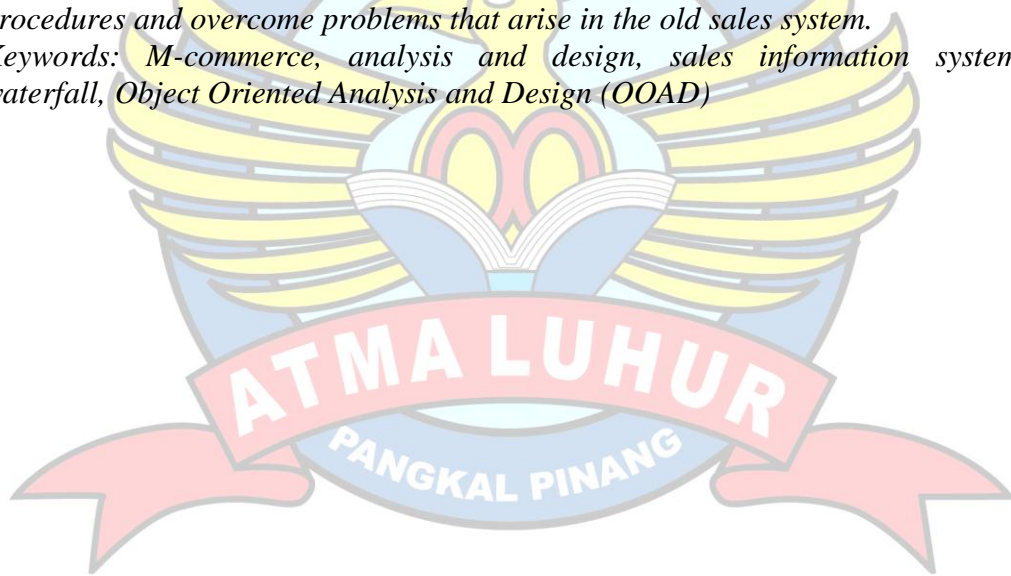 rocedures and overcome problems that arise in the old sales system.
Keywords: M-commerce, analysis and design, sales information system
waterfall, Object Oriented Analysis and Design (OOAD)
ATMA LUHUR
PANGKAL PINANG